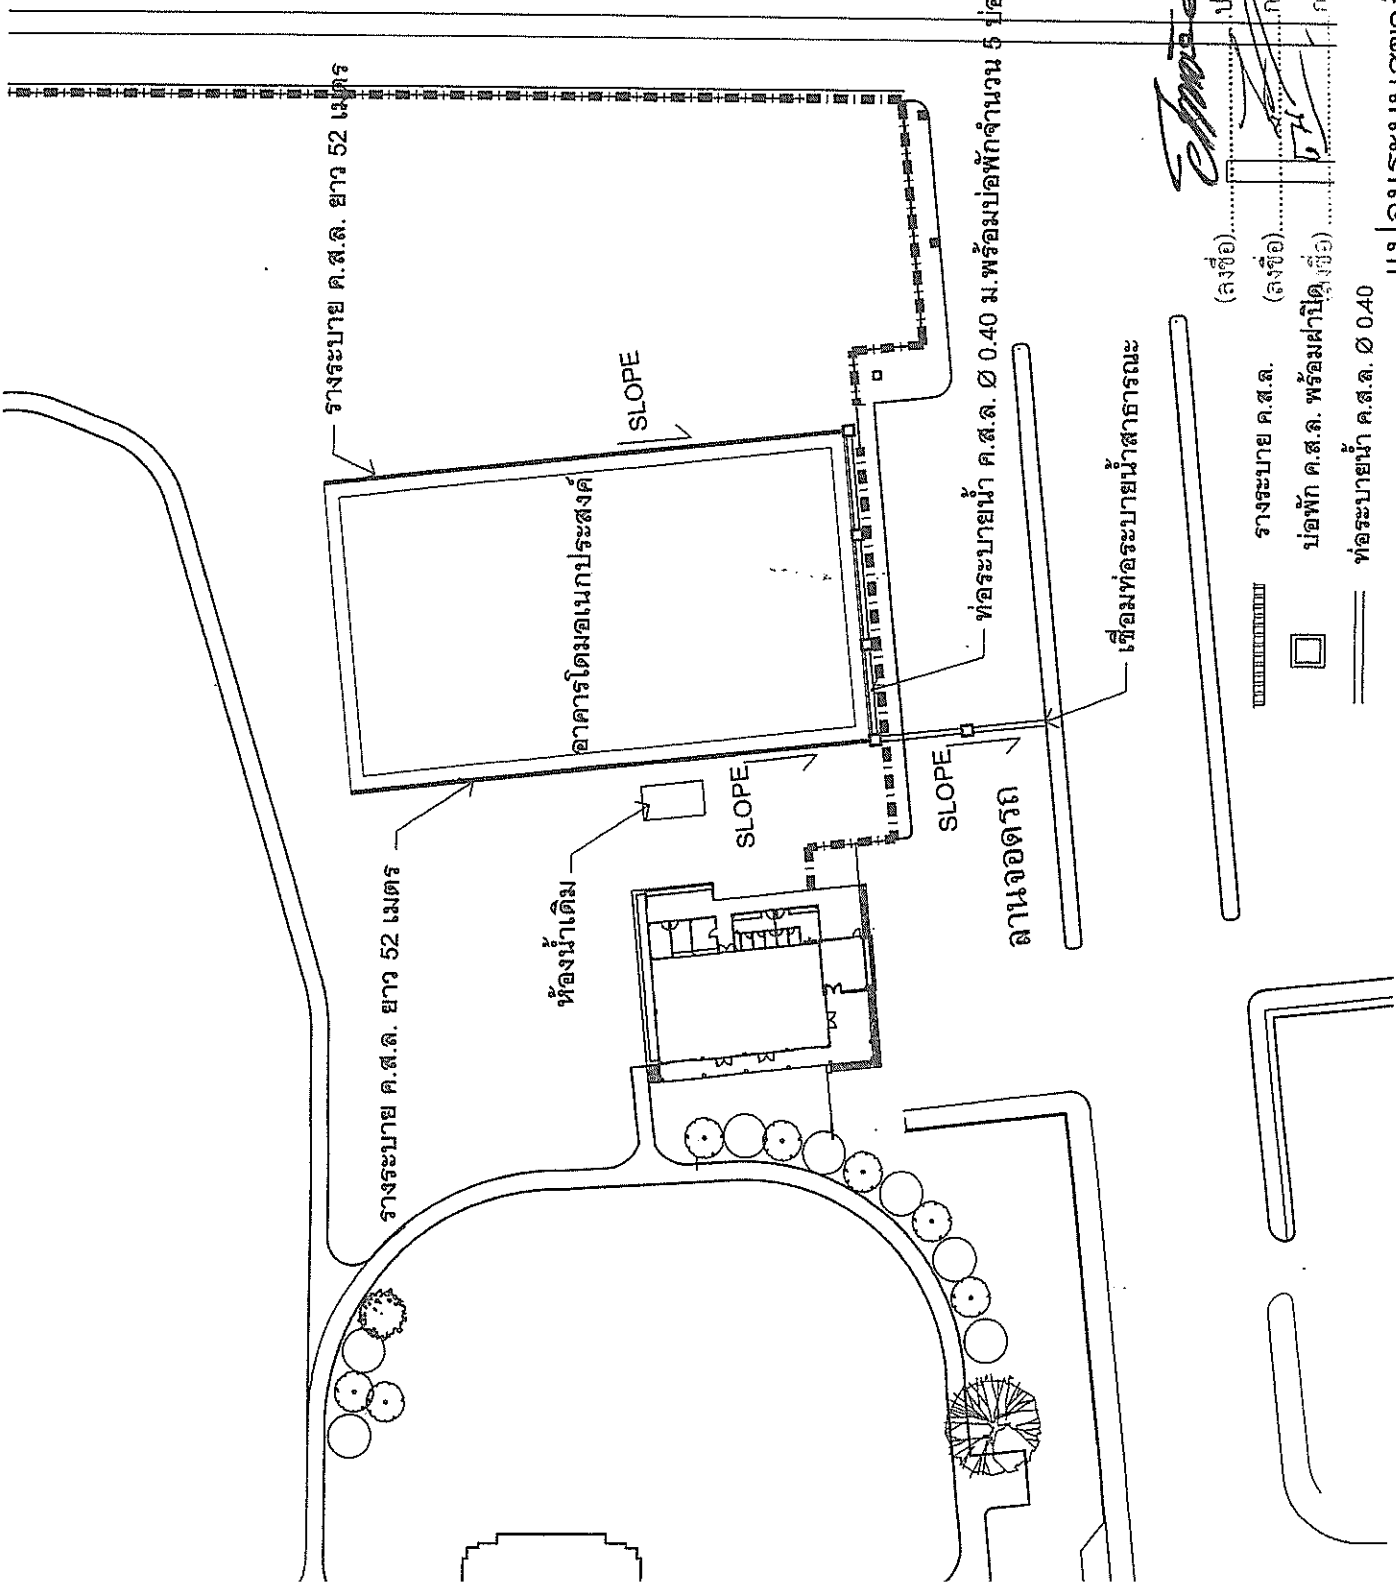 รางระบาย ค.ส.ล. ยาว 52 เมตร
รางระบาย ค.ส.ล. ยาว 52 เมตร
SLOPE
อาคารโดมอเนกประสงค์
ห้องน้ำเดิม
SLOPE
SLOPE
ลานจอดรถ
ท่อระบายน้ำ ค.ส.ล. Ø 0.40 ม.พร้อมบ่อพักจำนวน 5 บ่อ
เชื่อมท่อระบายน้ำสาธารณะ
รางระบาย ค.ส.ล.
บ่อพัก ค.ส.ล. พร้อมฝาปิด
ท่อระบายน้ำ ค.ส.ล. Ø 0.40
(ลงชื่อ)
(ลงชื่อ)
(ลงชื่อ)